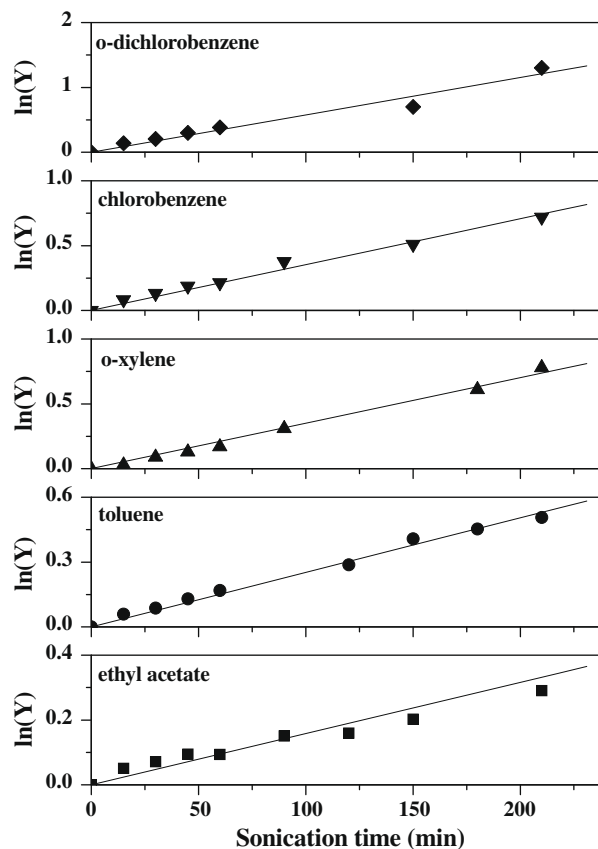 2
o-dichlorobenzene
ln(Y)
1
0
1.0
chlorobenzene
ln(Y)
0.5
0.0
1.0
o-xylene
ln(Y)
0.5
0.0
0.6
toluene
ln(Y)
0.3
0.0
0.4
ethyl acetate
ln(Y)
0.2
0.0
0 50 100 150 200
Sonication time (min)